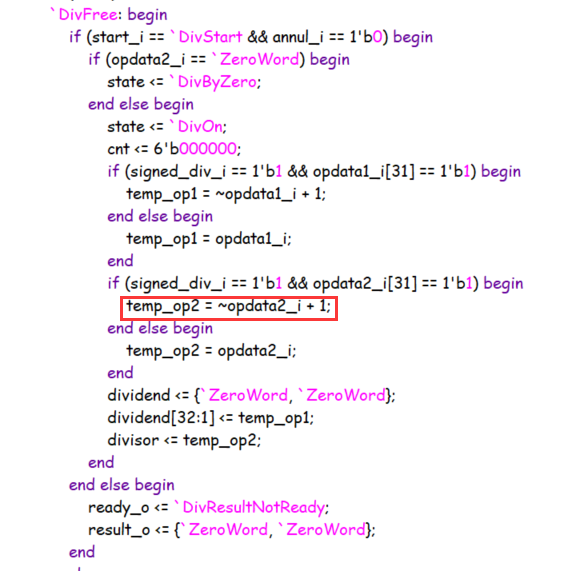 `DivFree: begin
if (start_i == `DivStart && annul_i == 1'b0) begin
if (opdata2_i == `ZeroWord) begin
state <= `DivByZero;
end else begin
state <= `DivOn;
cnt <= 6'b000000;
if (signed_div_i == 1'b1 && opdata1_i[31] == 1'b1) begin
temp_op1 = ~opdata1_i + 1;
end else begin
temp_op1 = opdata1_i;
end
if (signed_div_i == 1'b1 && opdata2_i[31] == 1'b1) begin
temp_op2 = ~opdata2_i + 1;
end else begin
temp_op2 = opdata2_i;
end
dividend <= {`ZeroWord, `ZeroWord};
dividend[32:1] <= temp_op1;
divisor <= temp_op2;
end
end else begin
ready_o <= `DivResultNotReady;
result_o <= {`ZeroWord, `ZeroWord};
end